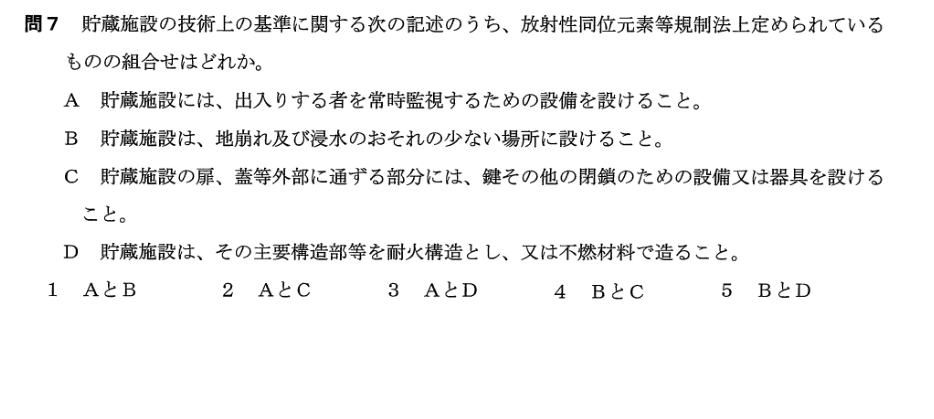 問７　貯蔵施設の技術上の基準に関する次の記述のうち、放射性同位元素等規制法上定められている
ものの組合せはどれか。
A　貯蔵施設には、出入りする者を常時監視するための設備を設けること。
B　貯蔵施設は、地崩れ及び浸水のおそれの少ない場所に設けること。
C　貯蔵施設の扉、蓋等外部に通ずる部分には、鍵その他の閉鎖のための設備又は器具を設ける
こと。
D　貯蔵施設は、その主要構造部等を耐火構造とし、又は不燃材料で造ること。
1　AとB　2　AとC　3　AとD　4　BとC　5　BとD